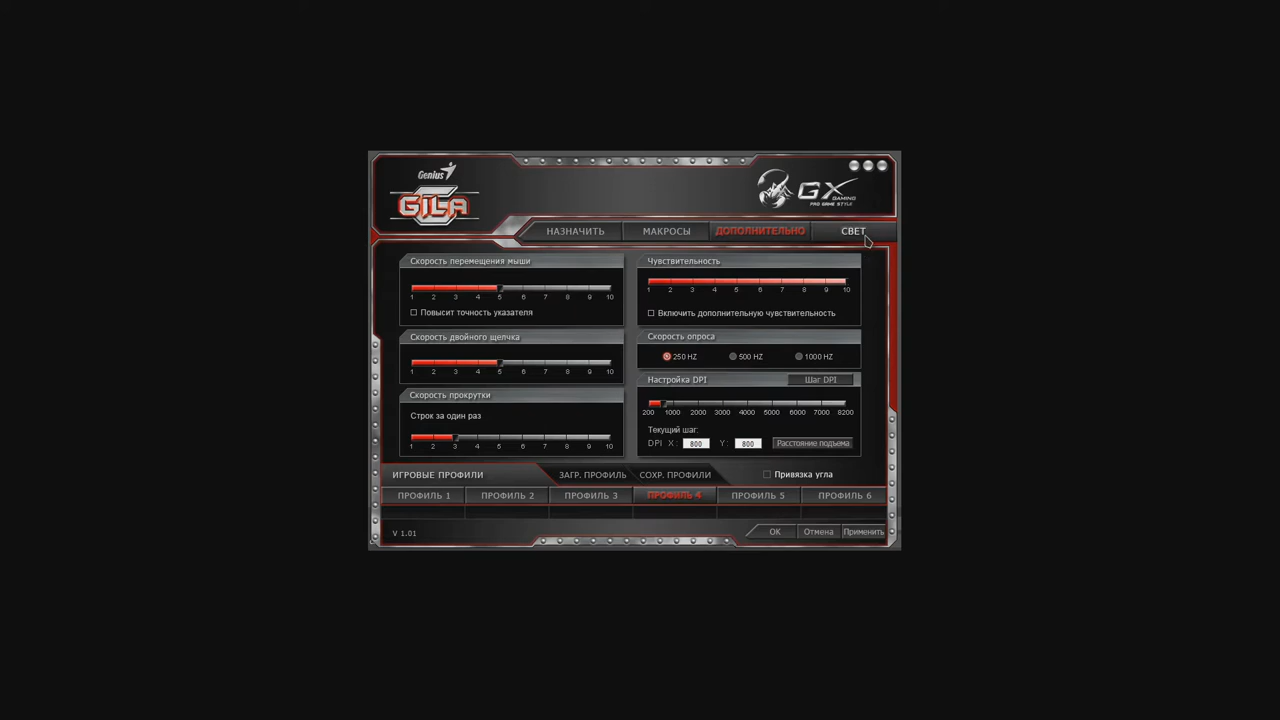 Genius
GILA
GX
GAMING
PRO GAME STYLE
НАЗНАЧИТЬ МАКРОСЫ ДОПОЛНИТЕЛЬНО СВЕТ
Скорость перемещения мыши
1 2 3 4 5 6 7 8 9 10
Повысит точность указателя
Скорость двойного щелчка
1 2 3 4 5 6 7 8 9 10
Скорость прокрутки
Строк за один раз
1 2 3 4 5 6 7 8 9 10
Чувствительность
1 2 3 4 5 6 7 8 9 10
Включить дополнительную чувствительность
Скорость опроса
250 HZ 500 HZ 1000 HZ
Настройка DPI Шаг DPI
200 1000 2000 3000 4000 5000 6000 7000 8200
Текущий шаг:
DPI X: 800 Y: 800 Расстояние подъема
ИГРОВЫЕ ПРОФИЛИ ЗАГР. ПРОФИЛЬ СОХР. ПРОФИЛИ Привязка угла
ПРОФИЛЬ 1 ПРОФИЛЬ 2 ПРОФИЛЬ 3 ПРОФИЛЬ 4 ПРОФИЛЬ 5 ПРОФИЛЬ 6
V 1.01 OK Отмена Применить